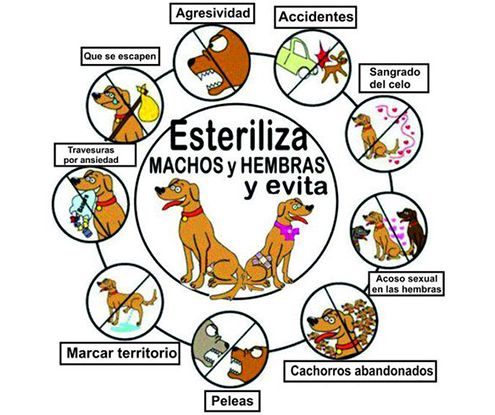 Agresividad
Accidentes
Sangrado
del celo
Acoso sexual
en las hembras
Cachorros abandonados
Peleas
Marcar territorio
Travesuras
por ansiedad
Que se escapen
Esteriliza
MACHOS y HEMBRAS
y evita